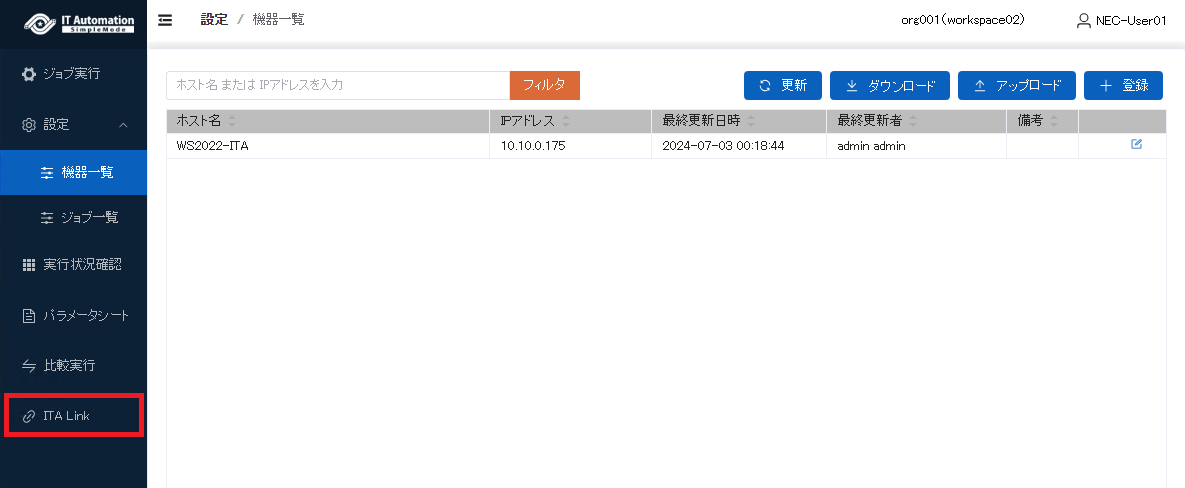 IT Automation
SimpleMode
設定 / 機器一覧
org001(workspace02)
NEC-User01
ジョブ実行
設定
機器一覧
ジョブ一覧
実行状況確認
パラメータシート
比較実行
ITA Link
ホスト名 または IPアドレスを入力
フィルタ
更新
ダウンロード
アップロード
登録
ホスト名 IPアドレス 最終更新日時 最終更新者 備考
WS2022-ITA 10.10.0.175 2024-07-03 00:18:44 admin admin